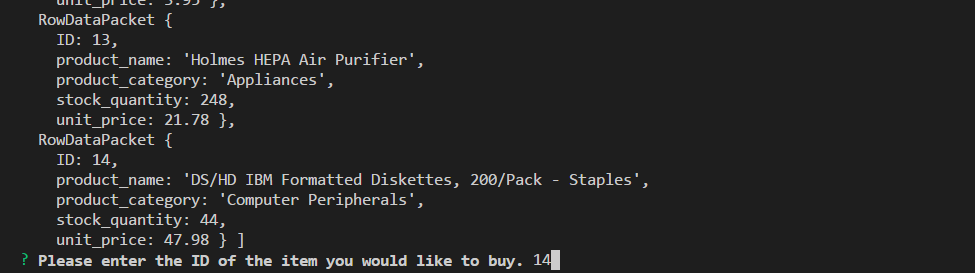 unit_price: 3.95 },
RowDataPacket {
ID: 13,
product_name: 'Holmes HEPA Air Purifier',
product_category: 'Appliances',
stock_quantity: 248,
unit_price: 21.78 },
RowDataPacket {
ID: 14,
product_name: 'DS/HD IBM Formatted Diskettes, 200/Pack - Staples',
product_category: 'Computer Peripherals',
stock_quantity: 44,
unit_price: 47.98 } ]
? Please enter the ID of the item you would like to buy. 14